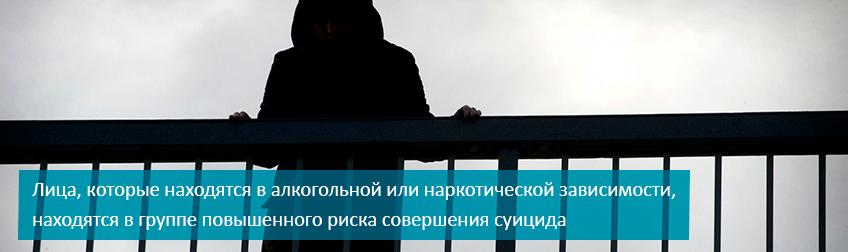 Лица, которые находятся в алкогольной или наркотической зависимости,
находятся в группе повышенного риска совершения суицида